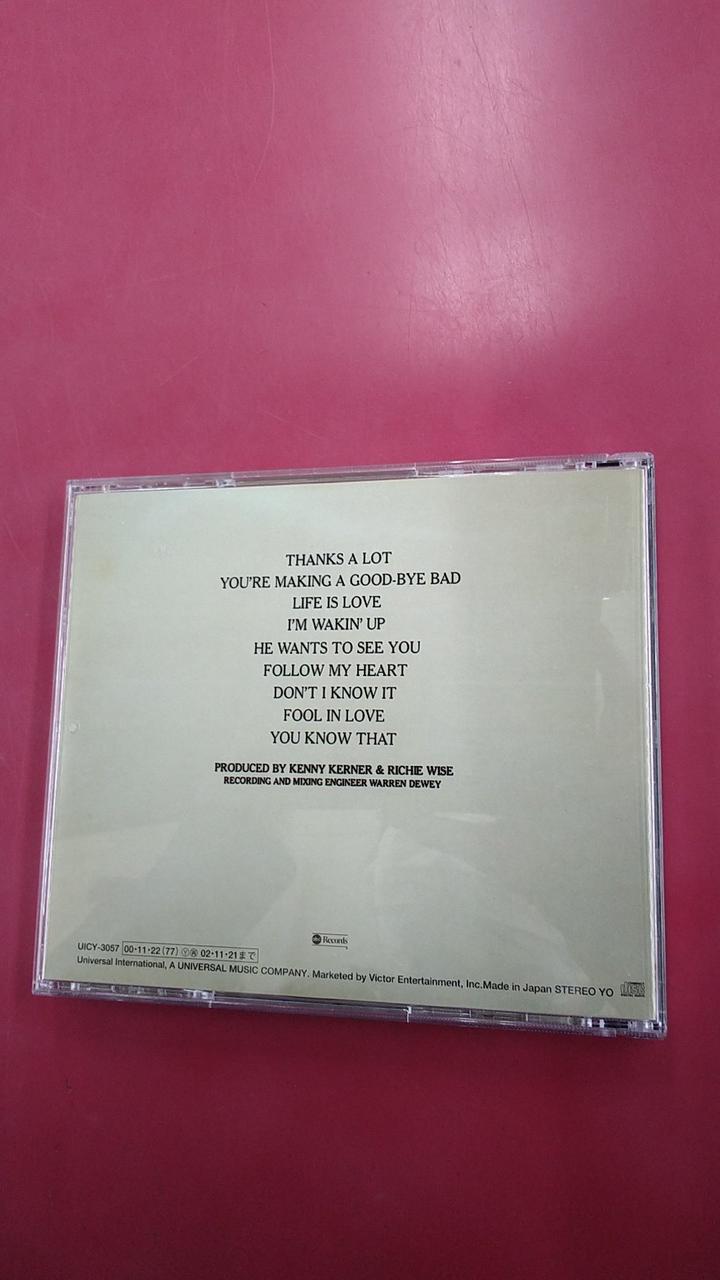 THANKS A LOT
YOU'RE MAKING A GOOD-BYE BAD
LIFE IS LOVE
I'M WAKIN' UP
HE WANTS TO SEE YOU
FOLLOW MY HEART
DON'T I KNOW IT
FOOL IN LOVE
YOU KNOW THAT
PRODUCED BY KENNY KERNER & RICHIE WISE
RECORDING AND MIXING ENGINEER WARREN DEWEY
abc Records
UICY-3057 00·11·22 (77) Ⓨ㊞ 02·11·21まで
Universal International, A UNIVERSAL MUSIC COMPANY. Marketed by Victor Entertainment, Inc.Made in Japan STEREO YO